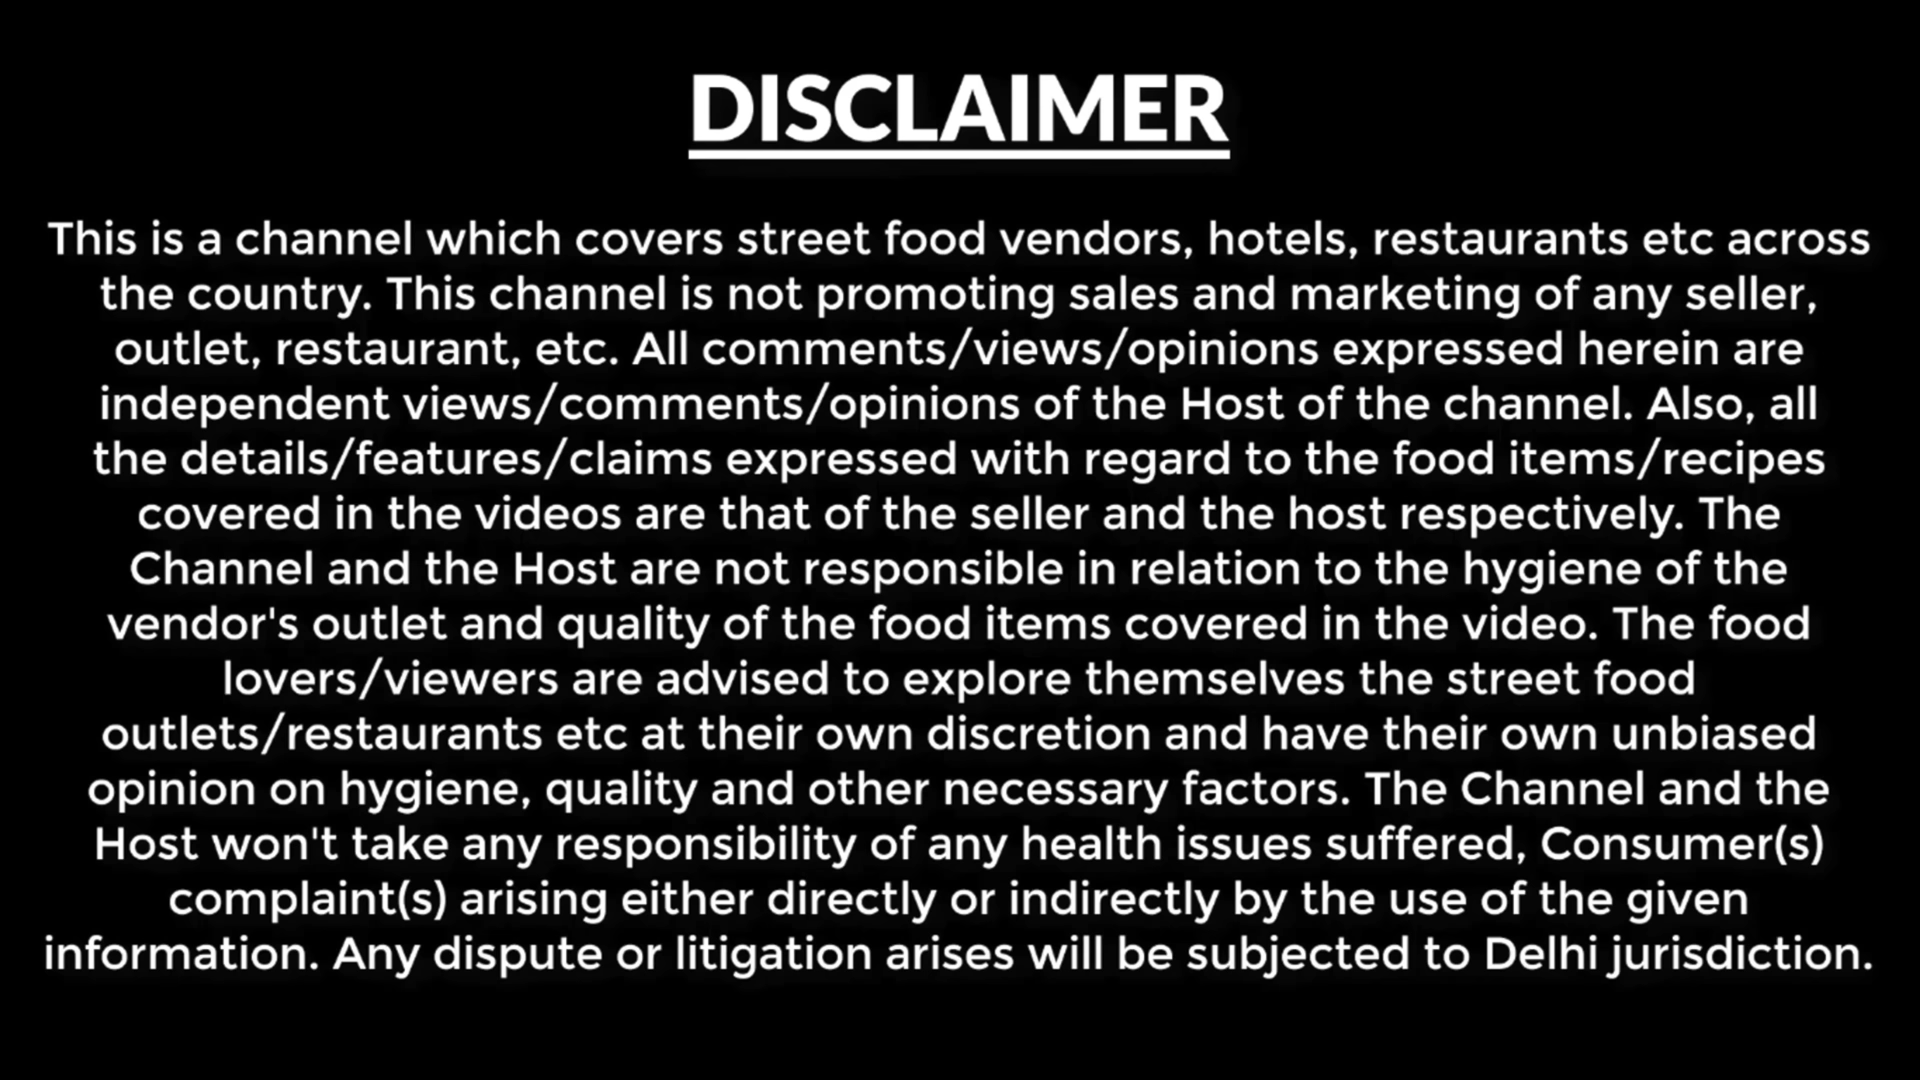 DISCLAIMER
This is a channel which covers street food vendors, hotels, restaurants etc across
the country. This channel is not promoting sales and marketing of any seller,
outlet, restaurant, etc. All comments/views/opinions expressed herein are
independent views/comments/opinions of the Host of the channel. Also, all
the details/features/claims expressed with regard to the food items/recipes
covered in the videos are that of the seller and the host respectively. The
Channel and the Host are not responsible in relation to the hygiene of the
vendor's outlet and quality of the food items covered in the video. The food
lovers/viewers are advised to explore themselves the street food
outlets/restaurants etc at their own discretion and have their own unbiased
opinion on hygiene, quality and other necessary factors. The Channel and the
Host won't take any responsibility of any health issues suffered, Consumer(s)
complaint(s) arising either directly or indirectly by the use of the given
information. Any dispute or litigation arises will be subjected to Delhi jurisdiction.